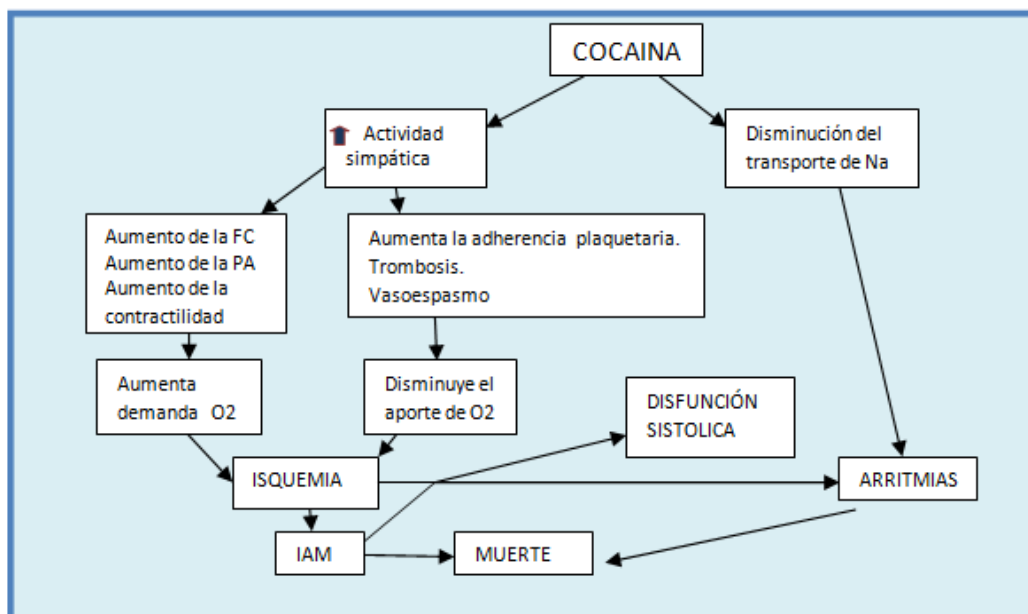 COCAINA
Actividad
simpática
Disminución del
transporte de Na
Aumento de la FC
Aumento de la PA
Aumento de la
contractilidad
Aumenta la adherencia plaquetaria.
Trombosis.
Vasoespasmo
Aumenta
demanda O2
Disminuye el
aporte de O2
DISFUNCIÓN
SISTOLICA
ISQUEMIA
ARRITMIAS
IAM
MUERTE